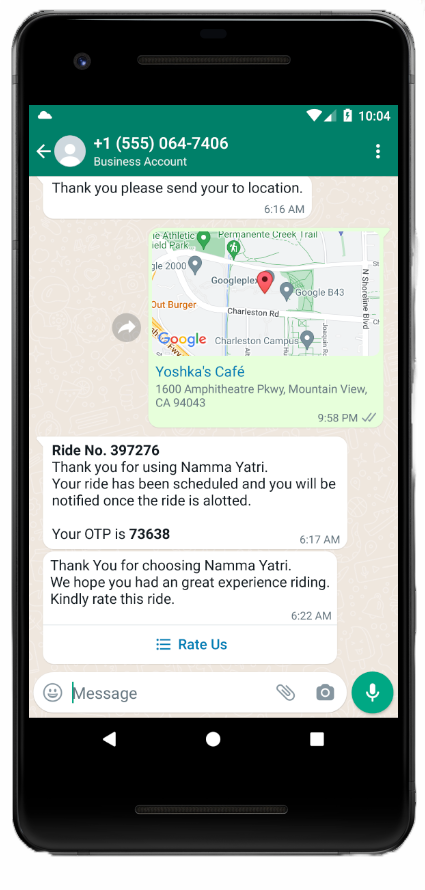 10:04
+1 (555) 064-7406
Business Account
Thank you please send your to location.
6:16 AM
ie Athletic
ield Park
Permanente Creek Trail
gle 2000
Googleplex
Google B43
N Shoreline Blvd
Out Burger
Charleston Rd
Google
Charleston Campus
Joaquin
Yoshka's Café
1600 Amphitheatre Pkwy, Mountain View,
CA 94043
9:58 PM
Ride No. 397276
Thank you for using Namma Yatri.
Your ride has been scheduled and you will be
notified once the ride is alotted.
Your OTP is 73638
6:17 AM
Thank You for choosing Namma Yatri.
We hope you had an great experience riding.
Kindly rate this ride.
6:22 AM
Rate Us
Message